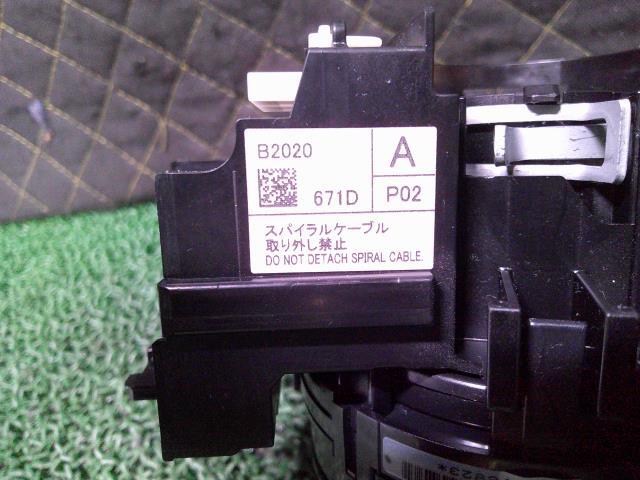 B2020
A
671D
P02
スパイラルケーブル
取り外し禁止
DO NOT DETACH SPIRAL CABLE.